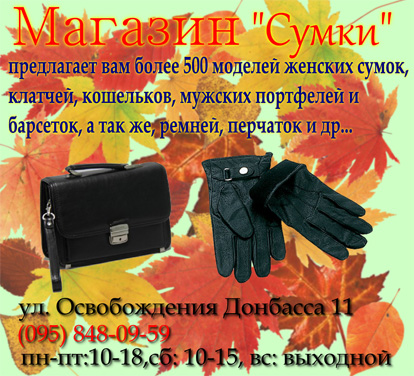 Магазин "Сумки"
предлагает вам более 500 моделей женских сумок,
клатчей, кошельков, мужских портфелей и
барсеток, а так же, ремней, перчаток и др...
ул. Освобождения Донбасса 11
(095) 848-09-59
пн-пт:10-18,сб: 10-15, вс: выходной